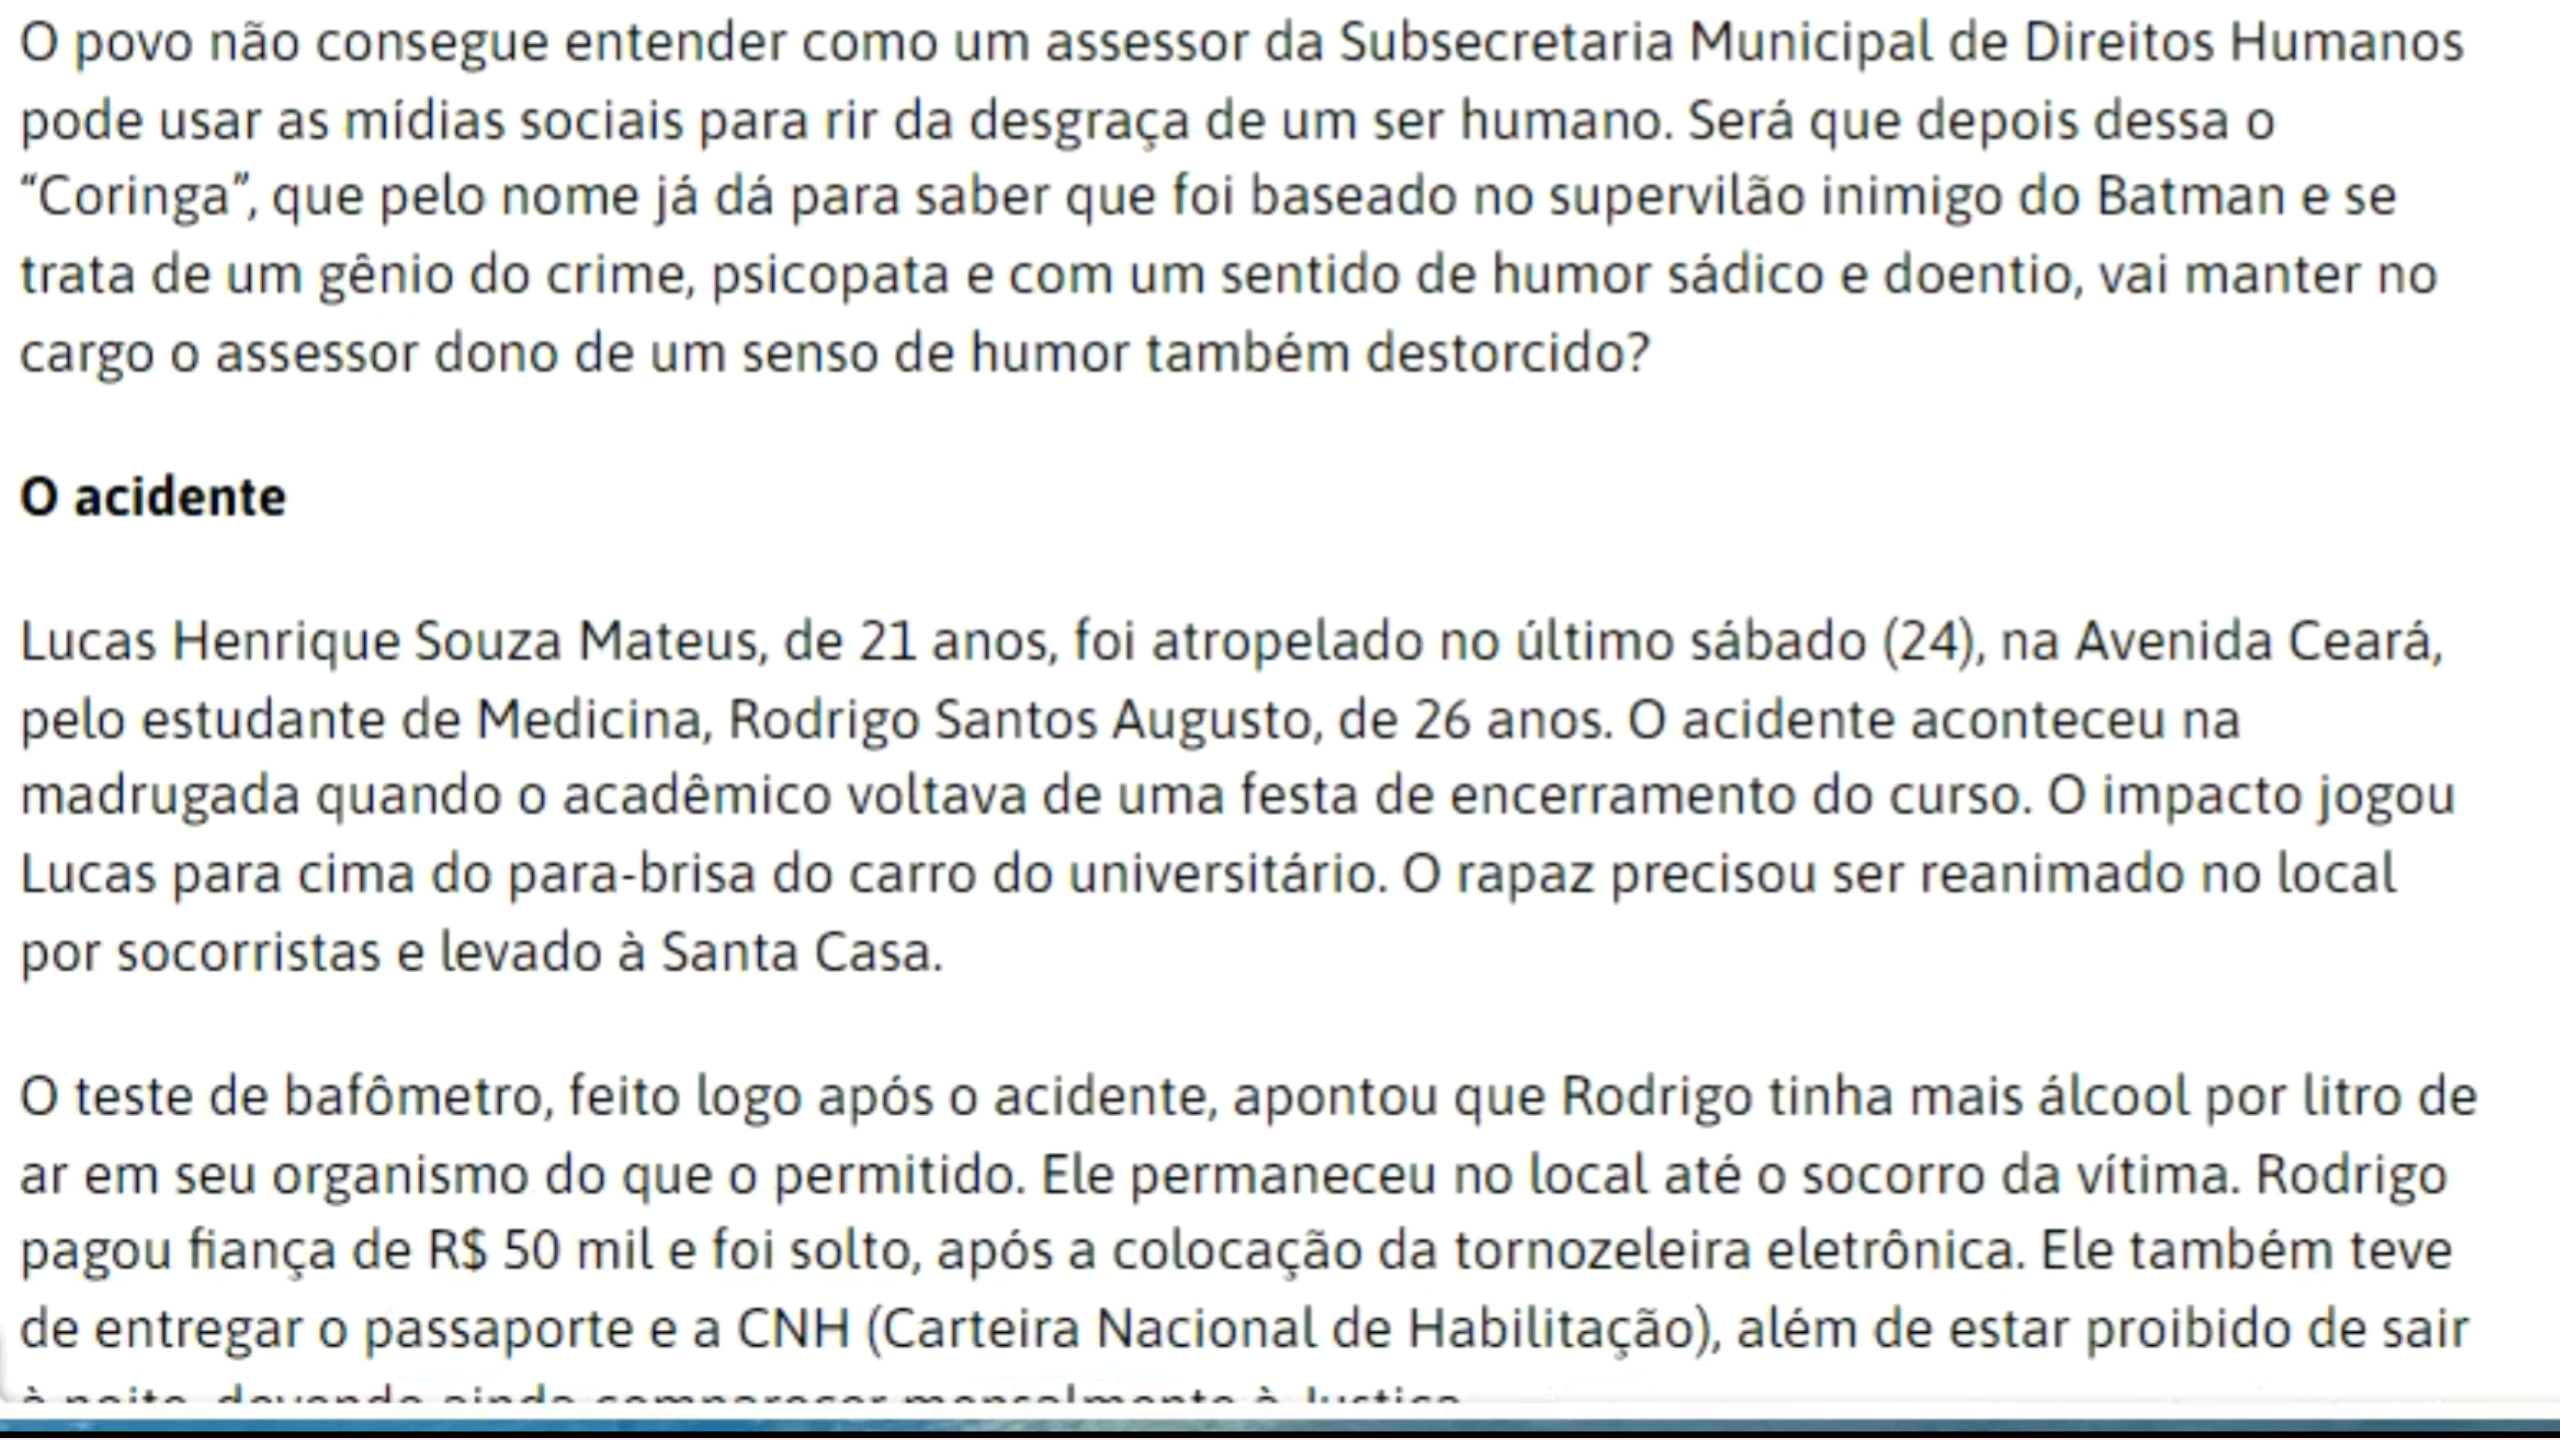 O povo não consegue entender como um assessor da Subsecretaria Municipal de Direitos Humanos
pode usar as mídias sociais para rir da desgraça de um ser humano. Será que depois dessa o
“Coringa”, que pelo nome já dá para saber que foi baseado no supervilão inimigo do Batman e se
trata de um gênio do crime, psicopata e com um sentido de humor sádico e doentio, vai manter no
cargo o assessor dono de um senso de humor também destorcido?
O acidente
Lucas Henrique Souza Mateus, de 21 anos, foi atropelado no último sábado (24), na Avenida Ceará,
pelo estudante de Medicina, Rodrigo Santos Augusto, de 26 anos. O acidente aconteceu na
madrugada quando o acadêmico voltava de uma festa de encerramento do curso. O impacto jogou
Lucas para cima do para-brisa do carro do universitário. O rapaz precisou ser reanimado no local
por socorristas e levado à Santa Casa.
O teste de bafômetro, feito logo após o acidente, apontou que Rodrigo tinha mais álcool por litro de
ar em seu organismo do que o permitido. Ele permaneceu no local até o socorro da vítima. Rodrigo
pagou fiança de R$ 50 mil e foi solto, após a colocação da tornozeleira eletrônica. Ele também teve
de entregar o passaporte e a CNH (Carteira Nacional de Habilitação), além de estar proibido de sair
à noite, devendo ainda comparecer mensalmente à Justiça